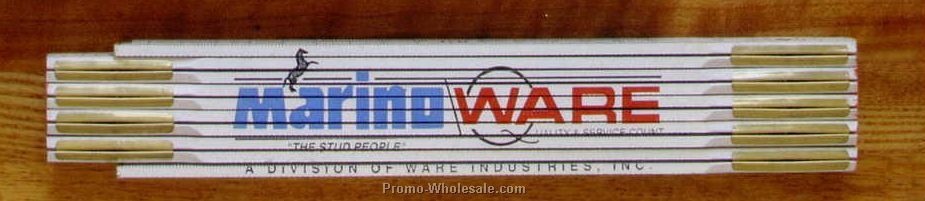 Marino WARE
QUALITY & SERVICE COUNT
"THE STUD PEOPLE"
A DIVISION OF WARE INDUSTRIES, INC.
Promo-Wholesale.com